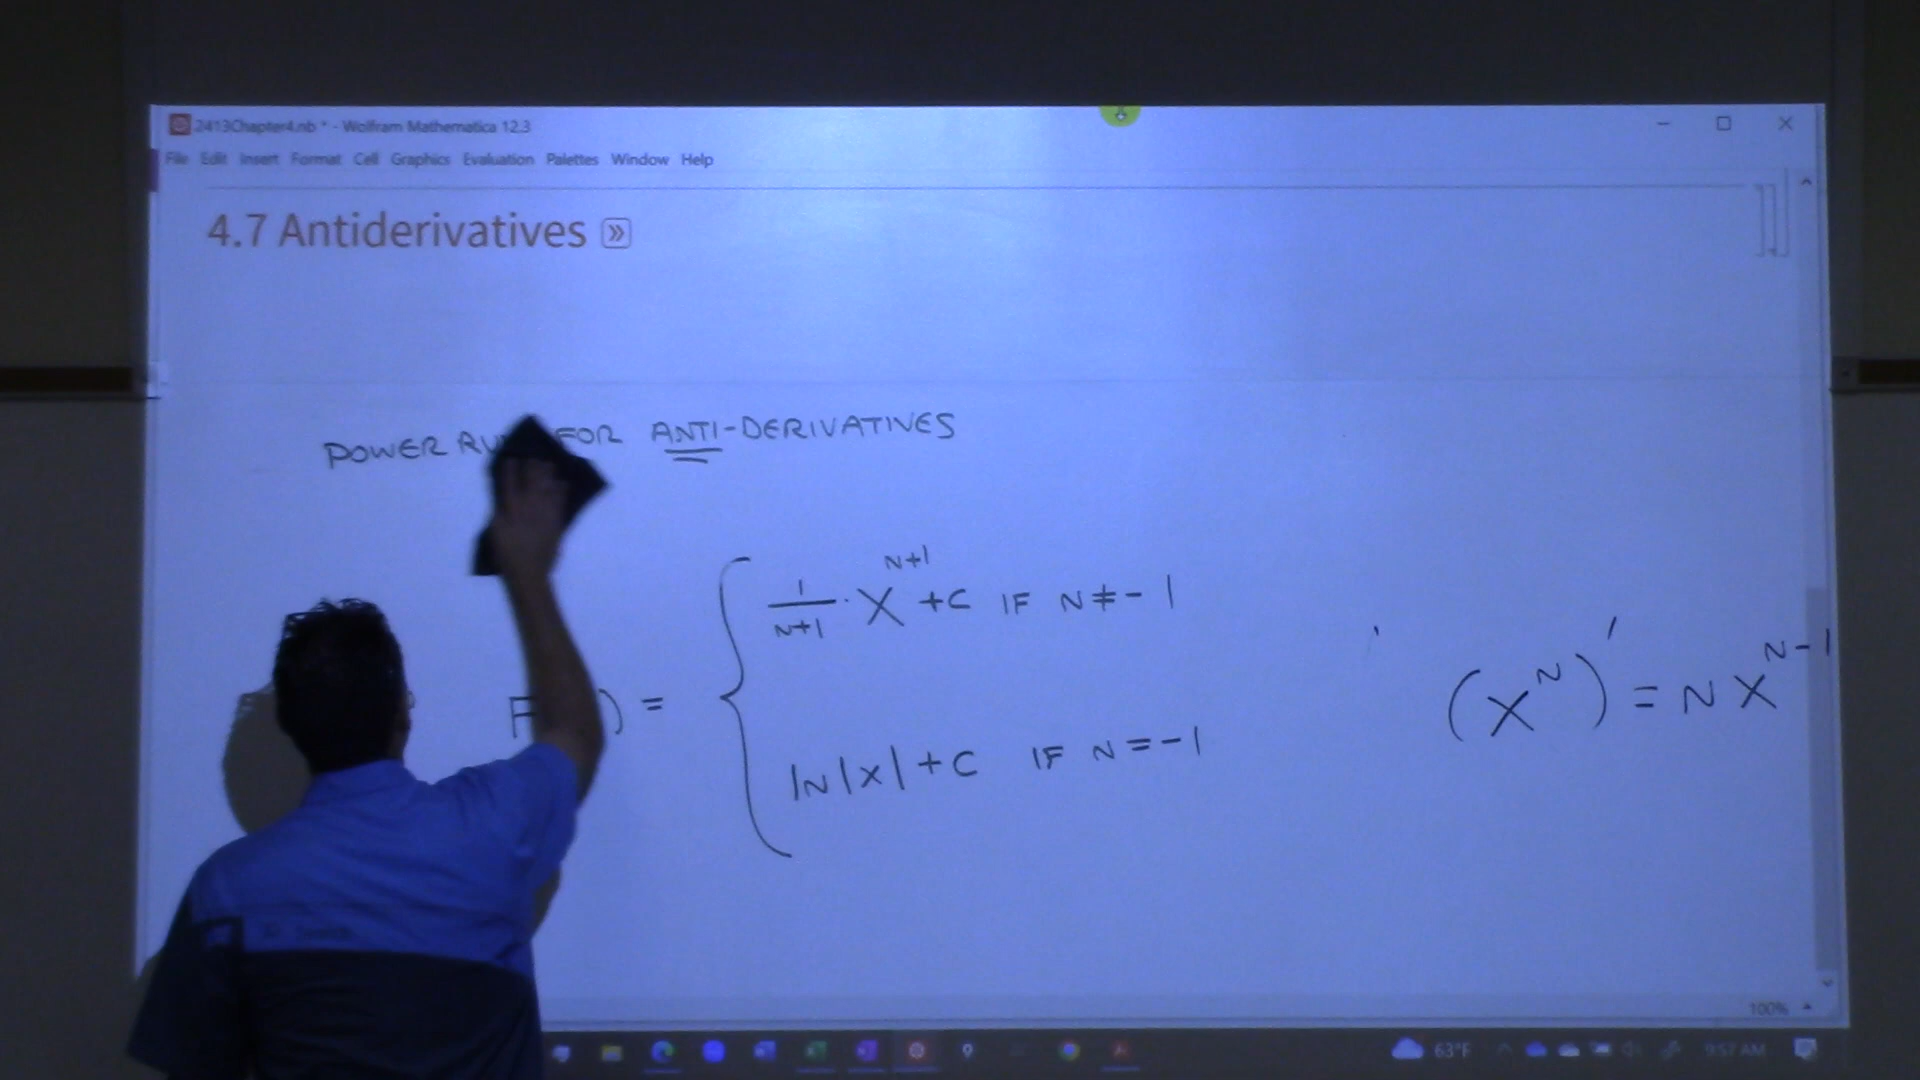 2413Chapter4.nb * - Wolfram Mathematica 12.3
File Edit Insert Format Cell Graphics Evaluation Palettes Window Help
4.7 Antiderivatives »
POWER FOR ANTI-DERIVATIVES
F ) = { 1/(N+1) · X^(N+1) + C IF N ≠ -1
ln|X| + C IF N = -1
(X^N)' = N X^(N-1)
100%
63°F 9:57 AM